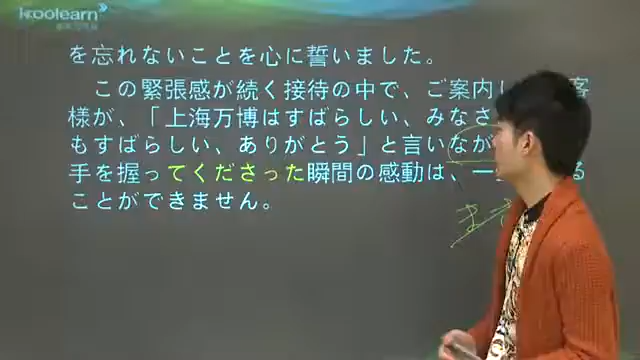 koolearn
を忘れないことを心に誓いました。
この緊張感が続く接待の中で、ご案内し 客
様が、「上海万博はすばらしい、みなさ
もすばらしい、ありがとう」と言いなが
手を握ってくださった瞬間の感動は、一 る
ことができません。